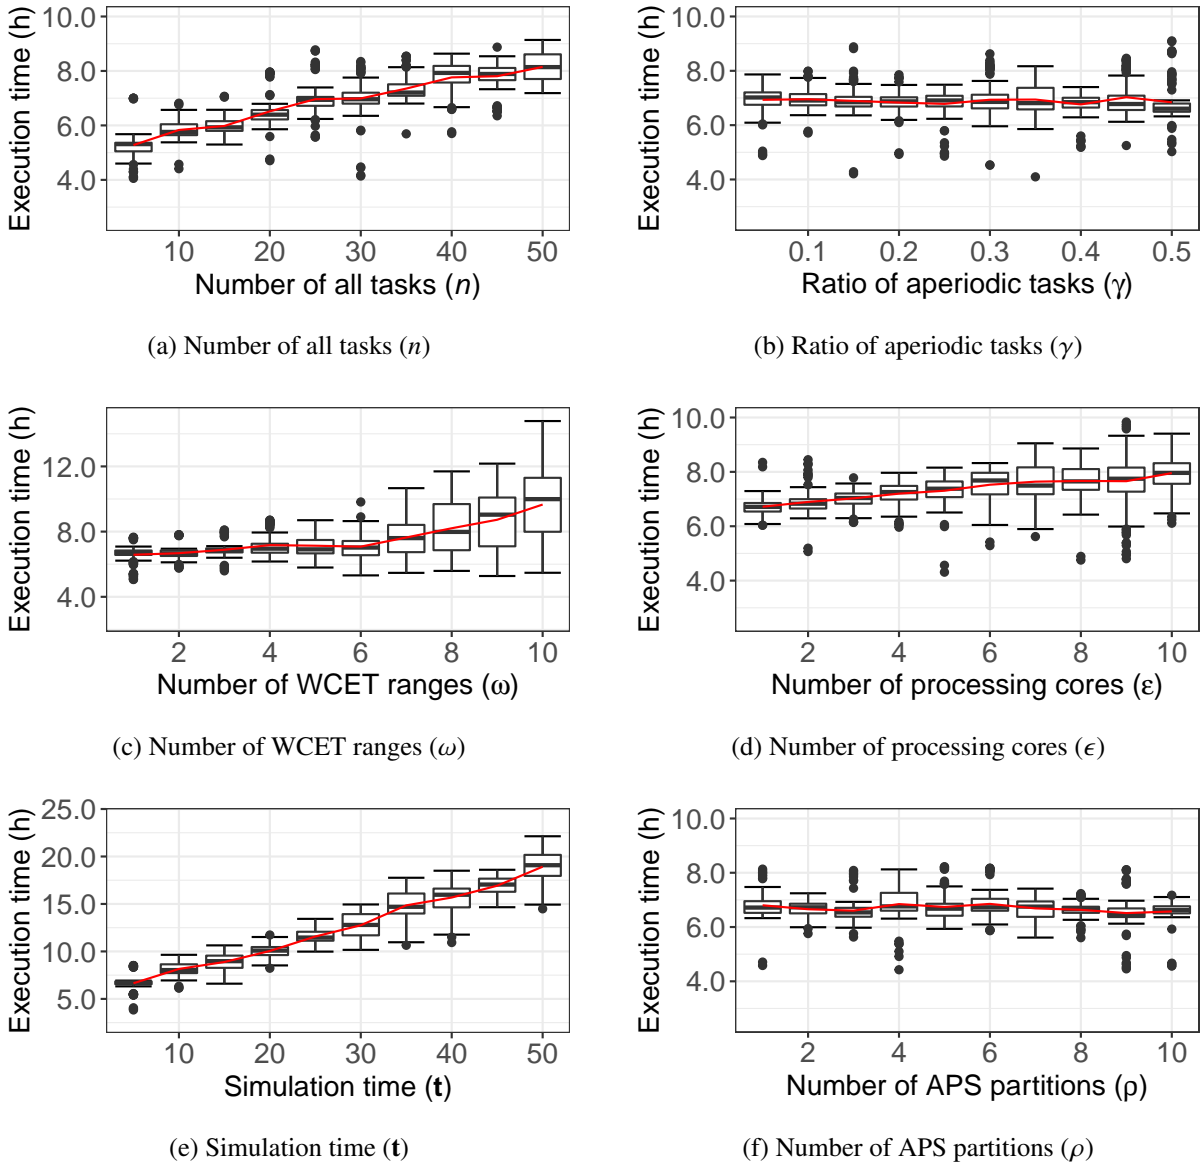 10.0
8.0
6.0
4.0
Execution time (h)
10 20 30 40 50
Number of all tasks (n)
(a) Number of all tasks (n)
10.0
8.0
6.0
4.0
Execution time (h)
0.1 0.2 0.3 0.4 0.5
Ratio of aperiodic tasks (γ)
(b) Ratio of aperiodic tasks (γ)
12.0
8.0
4.0
Execution time (h)
2 4 6 8 10
Number of WCET ranges (ω)
(c) Number of WCET ranges (ω)
10.0
8.0
6.0
4.0
Execution time (h)
2 4 6 8 10
Number of processing cores (ε)
(d) Number of processing cores (ϵ)
25.0
20.0
15.0
10.0
5.0
Execution time (h)
10 20 30 40 50
Simulation time (t)
(e) Simulation time (t)
10.0
8.0
6.0
4.0
Execution time (h)
2 4 6 8 10
Number of APS partitions (ρ)
(f) Number of APS partitions (ρ)